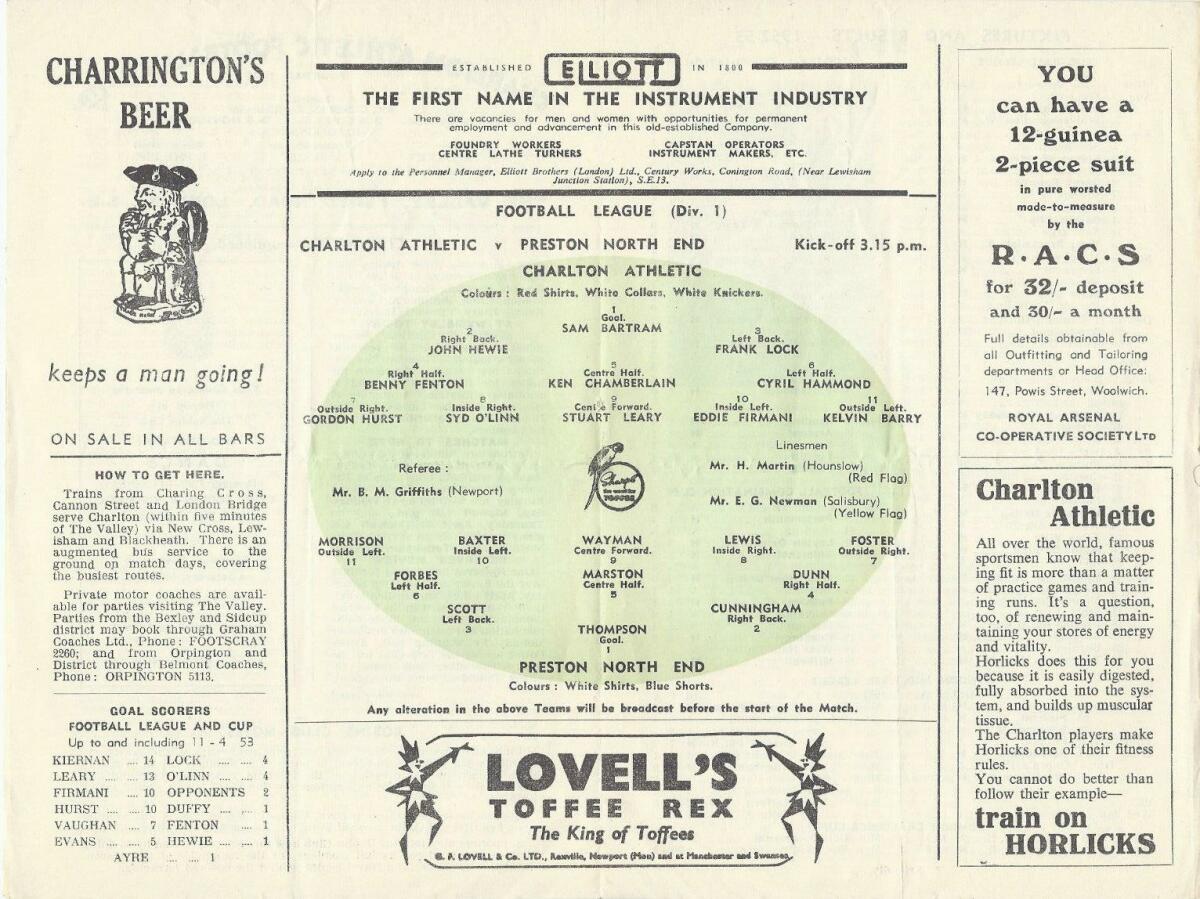 CHARRINGTON'S
BEER
keeps a man going!
ON SALE IN ALL BARS
HOW TO GET HERE.
Trains from Charing Cross,
Cannon Street and London Bridge
serve Charlton (within five minutes
of The Valley) via New Cross, Lew-
isham and Blackheath. There is an
augmented bus service to the
ground on match days, covering
the busiest routes.
Private motor coaches are avail-
able for parties visiting The Valley.
Parties from the Bexley and Sidcup
district may book through Graham
Coaches Ltd., Phone: FOOTSCRAY
2260; and from Orpington and
District through Belmont Coaches,
Phone: ORPINGTON 5113.
GOAL SCORERS
FOOTBALL LEAGUE AND CUP
Up to and including 11 - 4 53
KIERNAN .... 14 LOCK .... .... 4
LEARY .... .... 13 O'LINN .... 4
FIRMANI .... 10 OPPONENTS 2
HURST .... .... 10 DUFFY .... .... 1
VAUGHAN .... 7 FENTON .... 1
EVANS .... .... 5 HEWIE .... .... 1
AYRE .... .... 1
ESTABLISHED ELLIOTT IN 1800
THE FIRST NAME IN THE INSTRUMENT INDUSTRY
There are vacancies for men and women with opportunities for permanent
employment and advancement in this old-established Company.
FOUNDRY WORKERS CAPSTAN OPERATORS
CENTRE LATHE TURNERS INSTRUMENT MAKERS, ETC.
Apply to the Personnel Manager, Elliott Brothers (London) Ltd., Century Works, Conington Road, (Near Lewisham
Junction Station), S.E.13.
FOOTBALL LEAGUE (Div. 1)
CHARLTON ATHLETIC v PRESTON NORTH END Kick-off 3.15 p.m.
CHARLTON ATHLETIC
Colours : Red Shirts, White Collars, White Knickers.
1
Goal.
SAM BARTRAM
2 3
Right Back. Left Back.
JOHN HEWIE FRANK LOCK
4 5 6
Right Half. Centre Half. Left Half.
BENNY FENTON KEN CHAMBERLAIN CYRIL HAMMOND
7 8 9 10 11
Outside Right. Inside Right. Centre Forward. Inside Left. Outside Left.
GORDON HURST SYD O'LINN STUART LEARY EDDIE FIRMANI KELVIN BARRY
Referee :
Mr. B. M. Griffiths (Newport)
Sharp's
the word for
TOFFEE
Linesmen
Mr. H. Martin (Hounslow)
(Red Flag)
Mr. E. G. Newman (Salisbury)
(Yellow Flag)
MORRISON BAXTER WAYMAN LEWIS FOSTER
Outside Left. Inside Left. Centre Forward. Inside Right. Outside Right.
11 10 9 8 7
FORBES MARSTON DUNN
Left Half. Centre Half. Right Half.
6 5 4
SCOTT CUNNINGHAM
Left Back. Right Back.
3 2
THOMPSON
Goal.
1
PRESTON NORTH END
Colours : White Shirts, Blue Shorts.
Any alteration in the above Teams will be broadcast before the start of the Match.
LOVELL'S
TOFFEE REX
The King of Toffees
G. F. LOVELL & Co. LTD., Rexville, Newport (Mon) and at Manchester and Swansea.
YOU
can have a
12-guinea
2-piece suit
in pure worsted
made-to-measure
by the
R·A·C·S
for 32/- deposit
and 30/- a month
Full details obtainable from
all Outfitting and Tailoring
departments or Head Office:
147, Powis Street, Woolwich.
ROYAL ARSENAL
CO-OPERATIVE SOCIETY LTD
Charlton
Athletic
All over the world, famous
sportsmen know that keep-
ing fit is more than a matter
of practice games and train-
ing runs. It's a question,
too, of renewing and main-
taining your stores of energy
and vitality.
Horlicks does this for you
because it is easily digested,
fully absorbed into the sys-
tem, and builds up muscular
tissue.
The Charlton players make
Horlicks one of their fitness
rules.
You cannot do better than
follow their example—
train on
HORLICKS